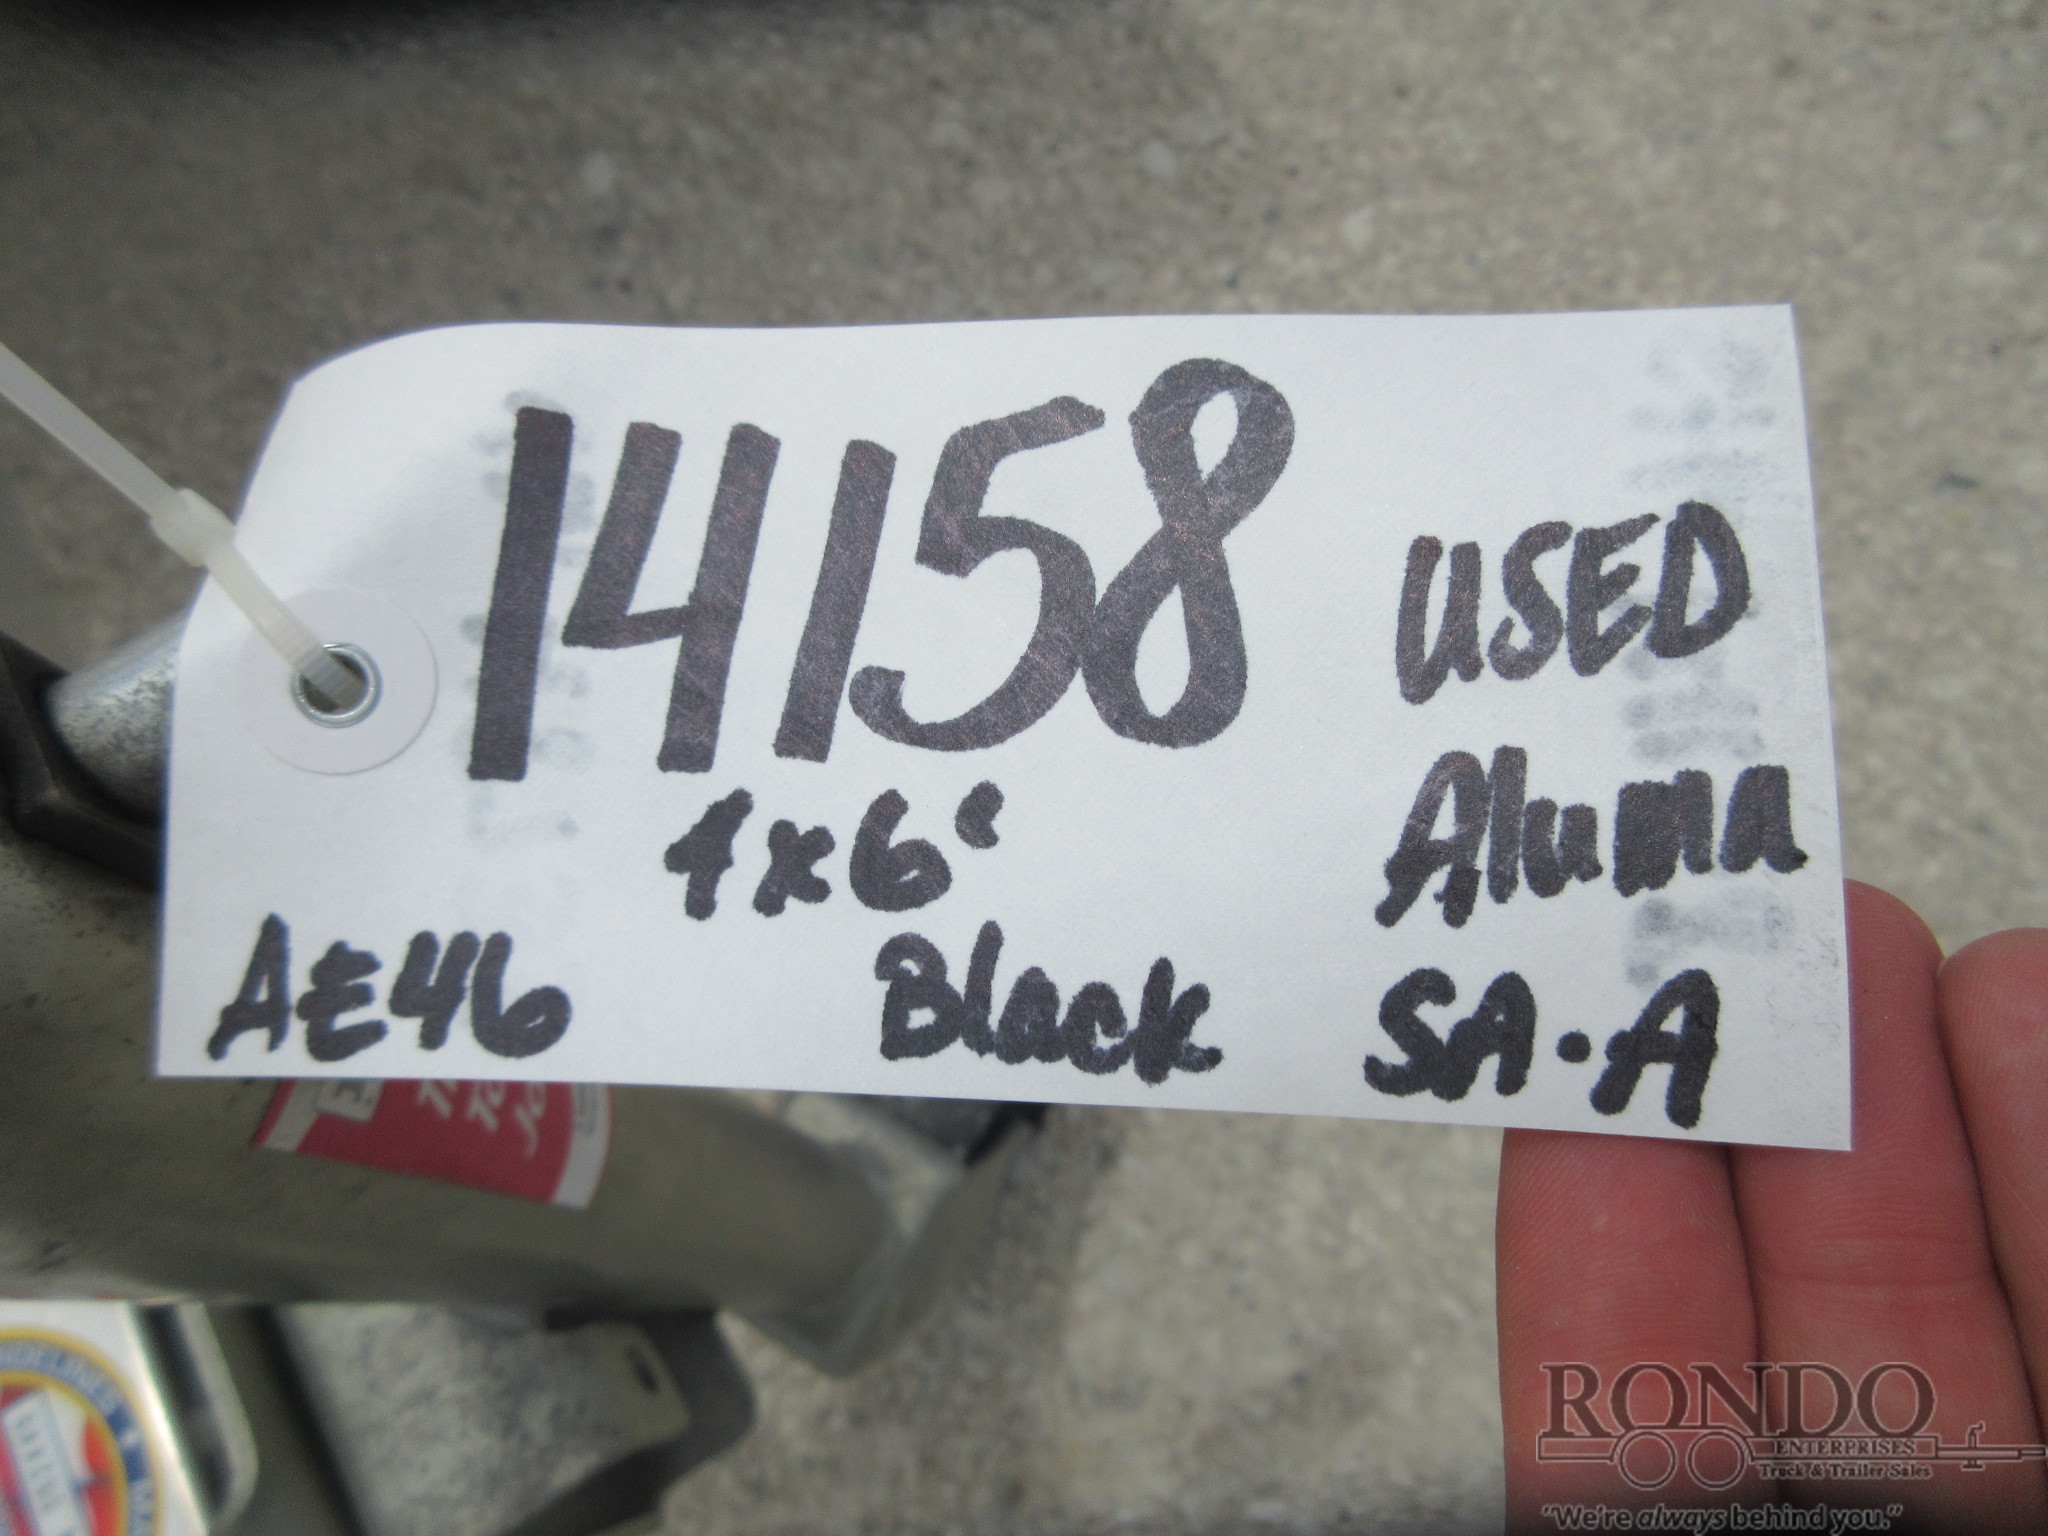 14158
USED
4x6'
Aluma
AE46
Black
SA·A
RONDO
ENTERPRISES
Truck & Trailer Sales
"We're always behind you."